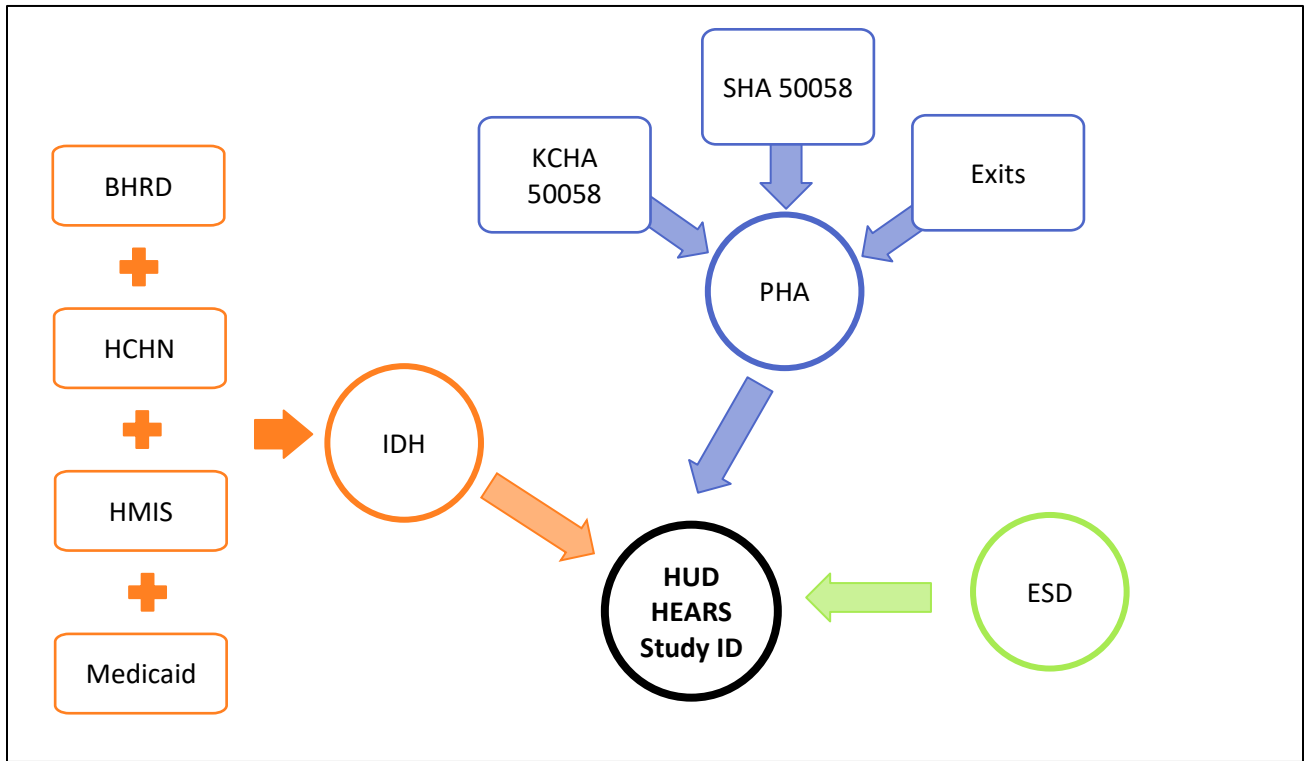 SHA 50058
KCHA
50058
Exits
BHRD
PHA
HCHN
IDH
HMIS
HUD
HEARS
Study ID
ESD
Medicaid